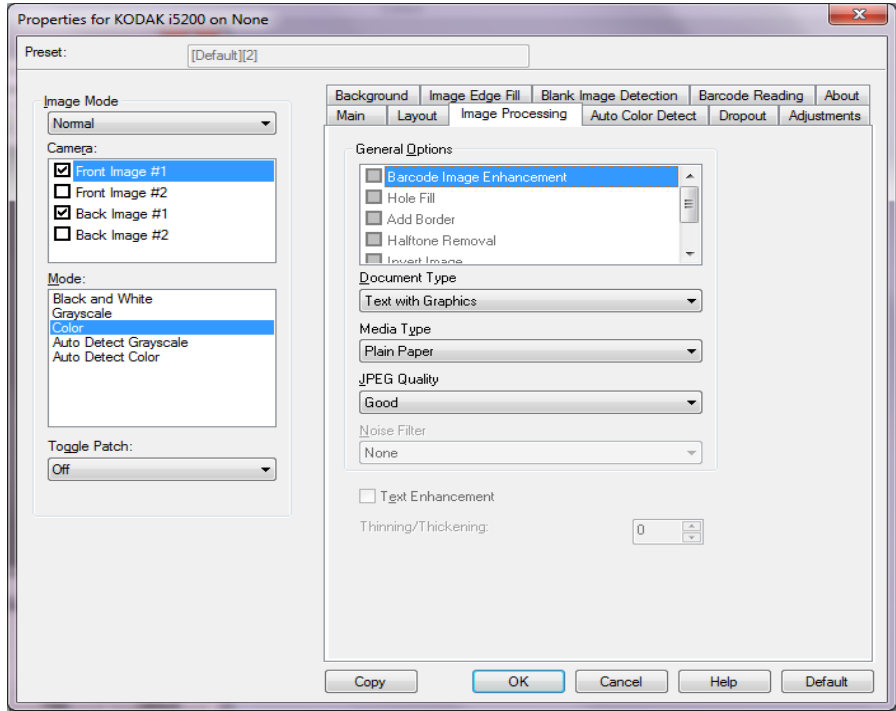 Properties for KODAK i5200 on None
Preset:
[Default][2]
Image Mode
Normal
Camera:
Front Image #1
Front Image #2
Back Image #1
Back Image #2
Mode:
Black and White
Grayscale
Color
Auto Detect Grayscale
Auto Detect Color
Toggle Patch:
Off
Background Image Edge Fill Blank Image Detection Barcode Reading About
Main Layout Image Processing Auto Color Detect Dropout Adjustments
General Options
Barcode Image Enhancement
Hole Fill
Add Border
Halftone Removal
Invert Image
Document Type
Text with Graphics
Media Type
Plain Paper
JPEG Quality
Good
Noise Filter
None
Text Enhancement
Thinning/Thickening:
0
Copy OK Cancel Help Default